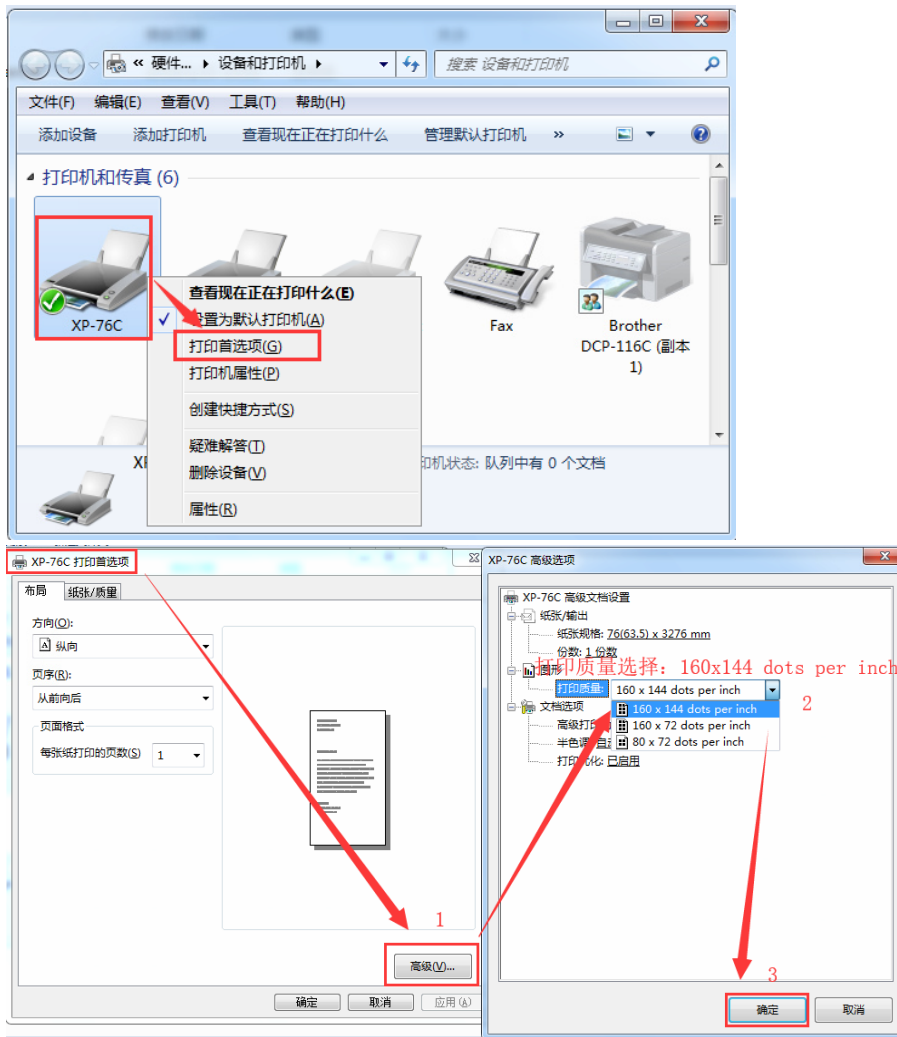 « 硬件... ▸ 设备和打印机 ▸
搜索 设备和打印机
文件(F) 编辑(E) 查看(V) 工具(T) 帮助(H)
添加设备 添加打印机 查看现在正在打印什么 管理默认打印机 »
打印机和传真 (6)
XP-76C
查看现在正在打印什么(E)
设置为默认打印机(A)
打印首选项(G)
打印机属性(P)
创建快捷方式(S)
疑难解答(T)
删除设备(V)
属性(R)
Fax
Brother
DCP-116C (副本
1)
印机状态: 队列中有 0 个文档
XP-76C 打印首选项
布局 纸张/质量
方向(O):
纵向
页序(R):
从前向后
页面格式
每张纸打印的页数(S) 1
1
高级(V)...
确定 取消 应用(A)
XP-76C 高级选项
XP-76C 高级文档设置
纸张/输出
纸张规格: 76(63.5) x 3276 mm
份数: 1 份数
打印质量选择: 160x144 dots per inch
图形
打印质量: 160 x 144 dots per inch
2
160 x 144 dots per inch
文档选项
160 x 72 dots per inch
高级打印
80 x 72 dots per inch
半色调:
打印优化: 已启用
3
确定 取消